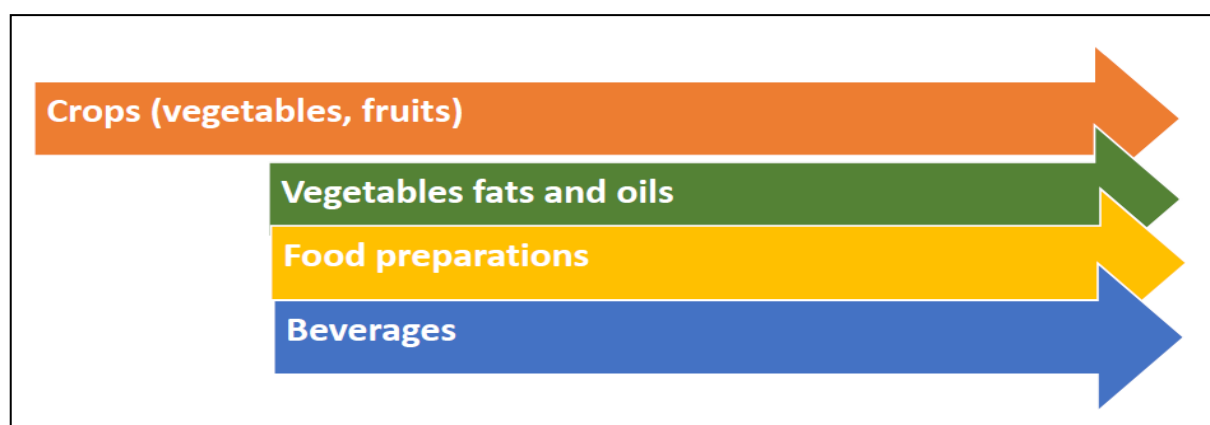 Crops (vegetables, fruits)
Vegetables fats and oils
Food preparations
Beverages